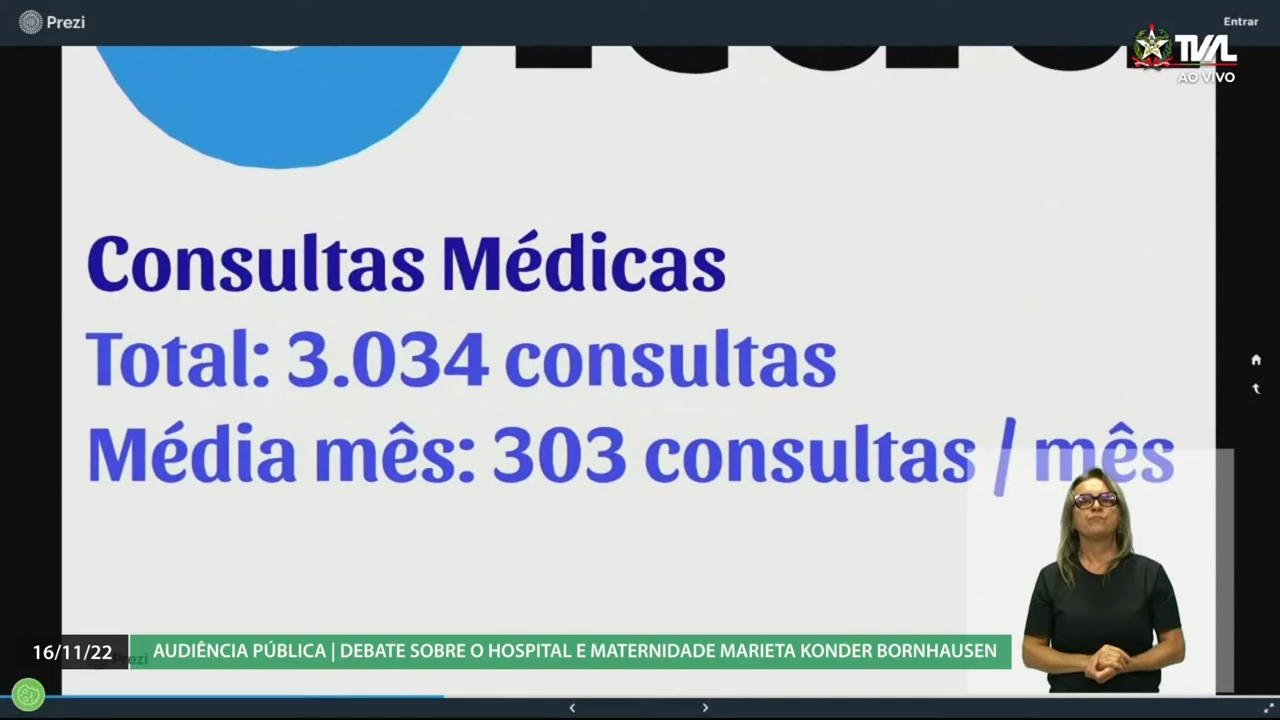 Prezi
Entrar
TVAL
AO VIVO
Consultas Médicas
Total: 3.034 consultas
Média mês: 303 consultas / mês
16/11/22
AUDIÊNCIA PÚBLICA | DEBATE SOBRE O HOSPITAL E MATERNIDADE MARIETA KONDER BORNHAUSEN
Prezi